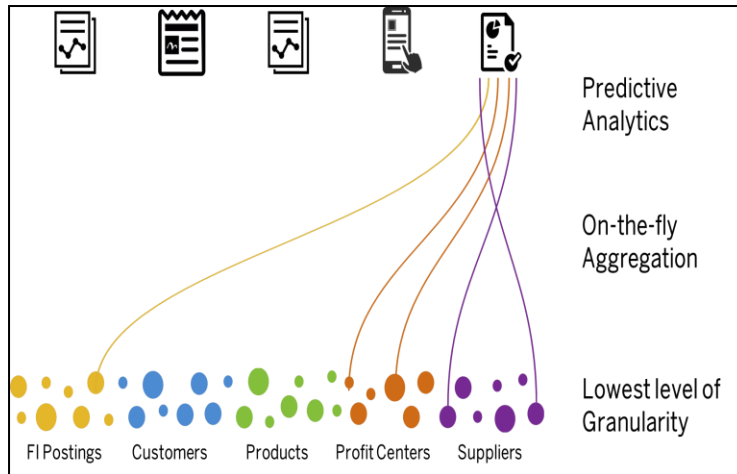 Predictive
Analytics
On-the-fly
Aggregation
Lowest level of
Granularity
FI Postings
Customers
Products
Profit Centers
Suppliers